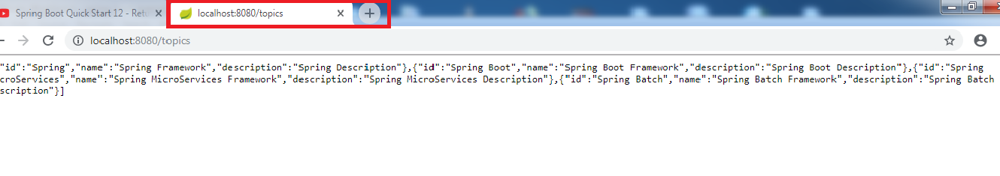 Spring Boot Quick Start 12 - Retu
localhost:8080/topics
localhost:8080/topics
"id":"Spring","name":"Spring Framework","description":"Spring Description"},{"id":"Spring Boot","name":"Spring Boot Framework","description":"Spring Boot Description"},{"id":"Spring
croServices","name":"Spring MicroServices Framework","description":"Spring MicroServices Description"},{"id":"Spring Batch","name":"Spring Batch Framework","description":"Spring Batch
scription"}]